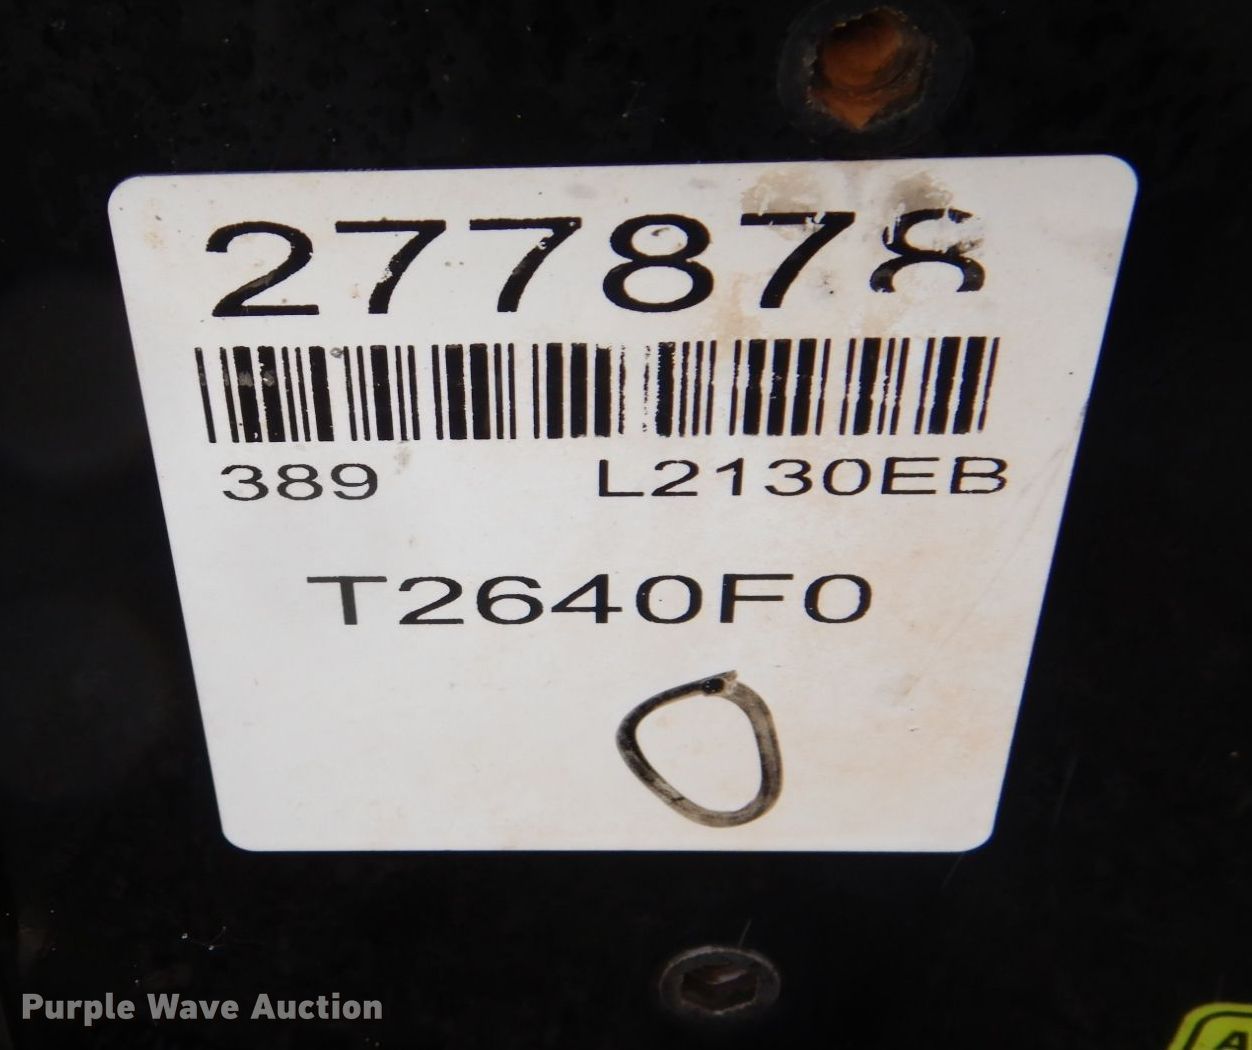 277878
389 L2130EB
T2640F0
Purple Wave Auction